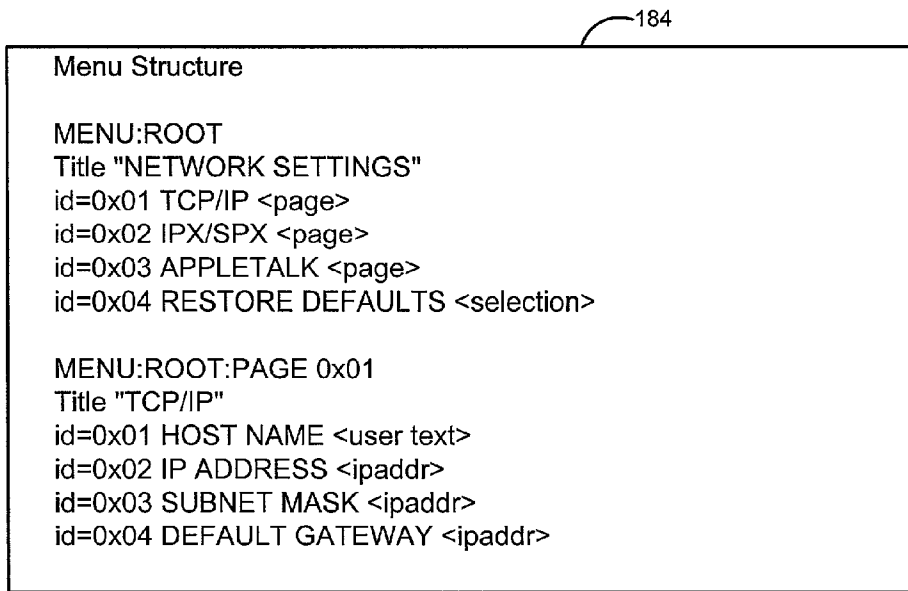 184
Menu Structure
MENU:ROOT
Title "NETWORK SETTINGS"
id=0x01 TCP/IP <page>
id=0x02 IPX/SPX <page>
id=0x03 APPLETALK <page>
id=0x04 RESTORE DEFAULTS <selection>
MENU:ROOT:PAGE 0x01
Title "TCP/IP"
id=0x01 HOST NAME <user text>
id=0x02 IP ADDRESS <ipaddr>
id=0x03 SUBNET MASK <ipaddr>
id=0x04 DEFAULT GATEWAY <ipaddr>